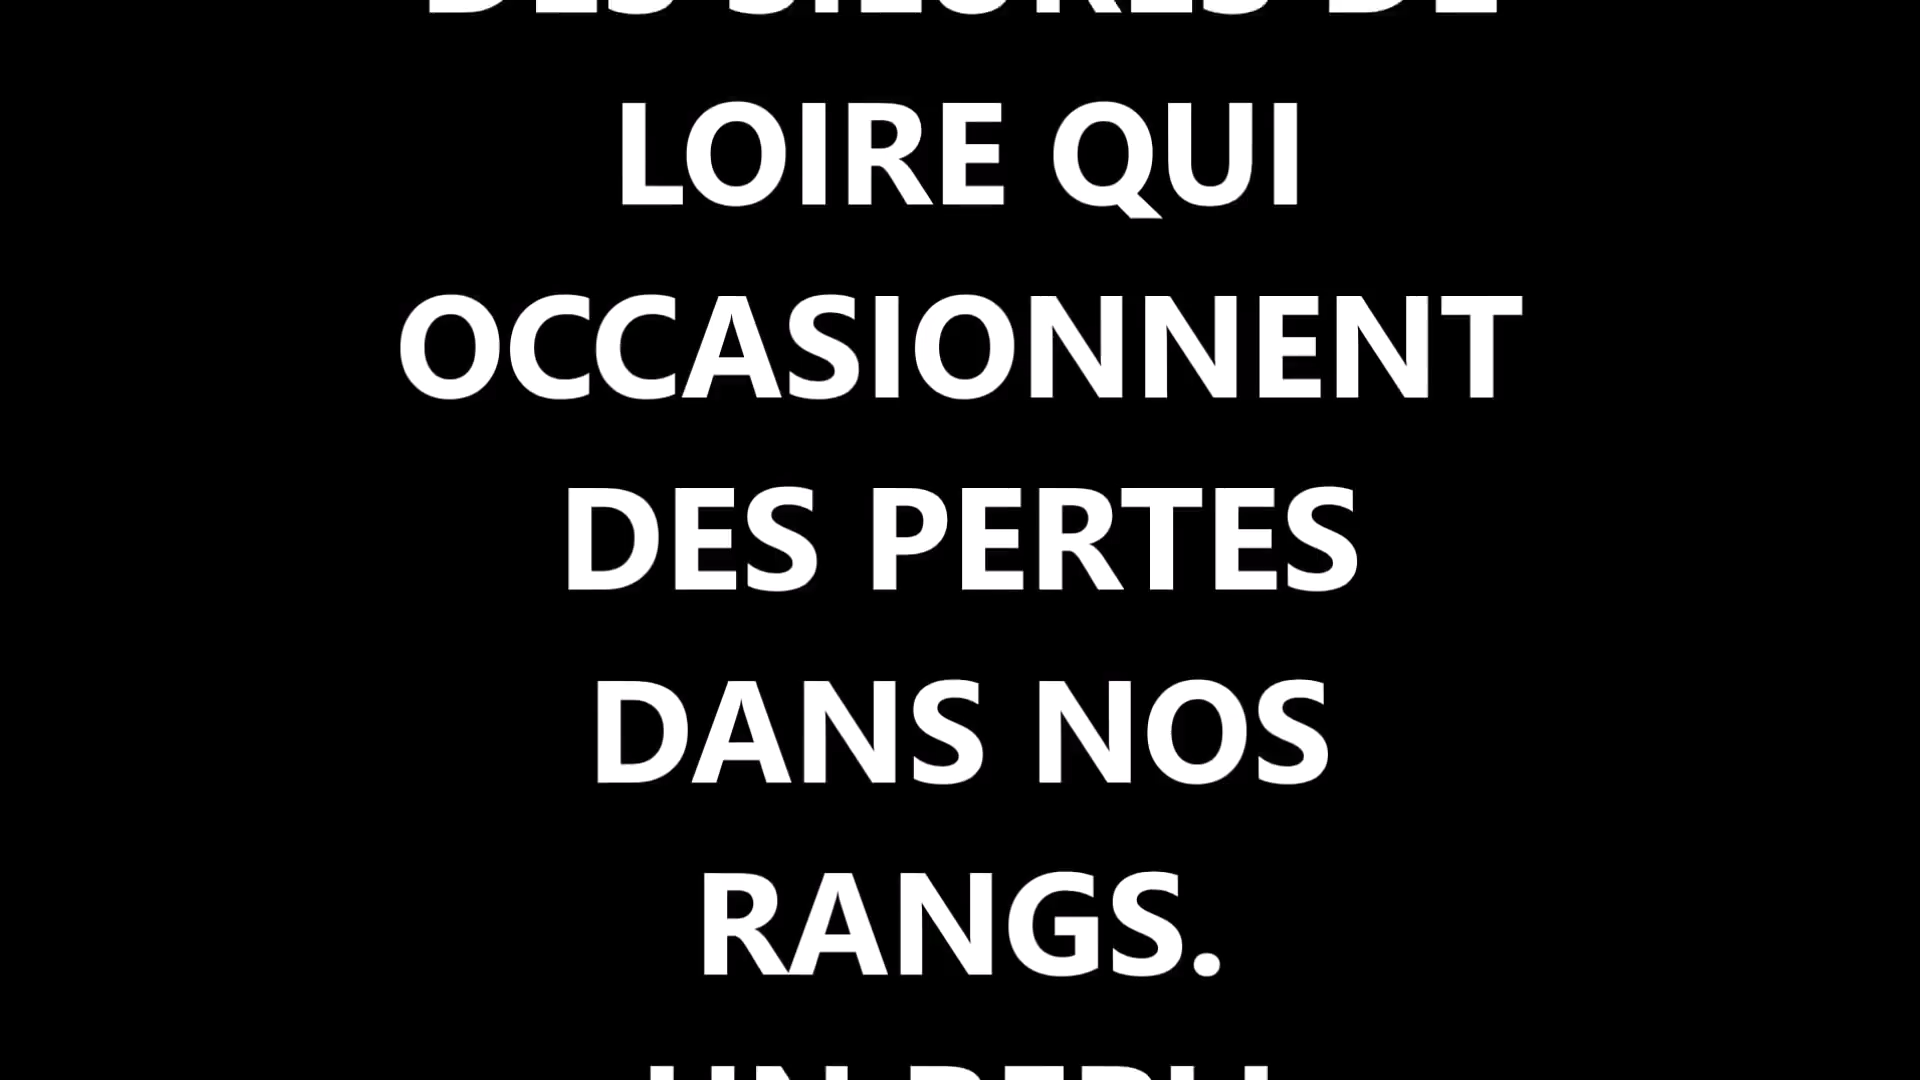 LOIRE QUI
OCCASIONNENT
DES PERTES
DANS NOS
RANGS.